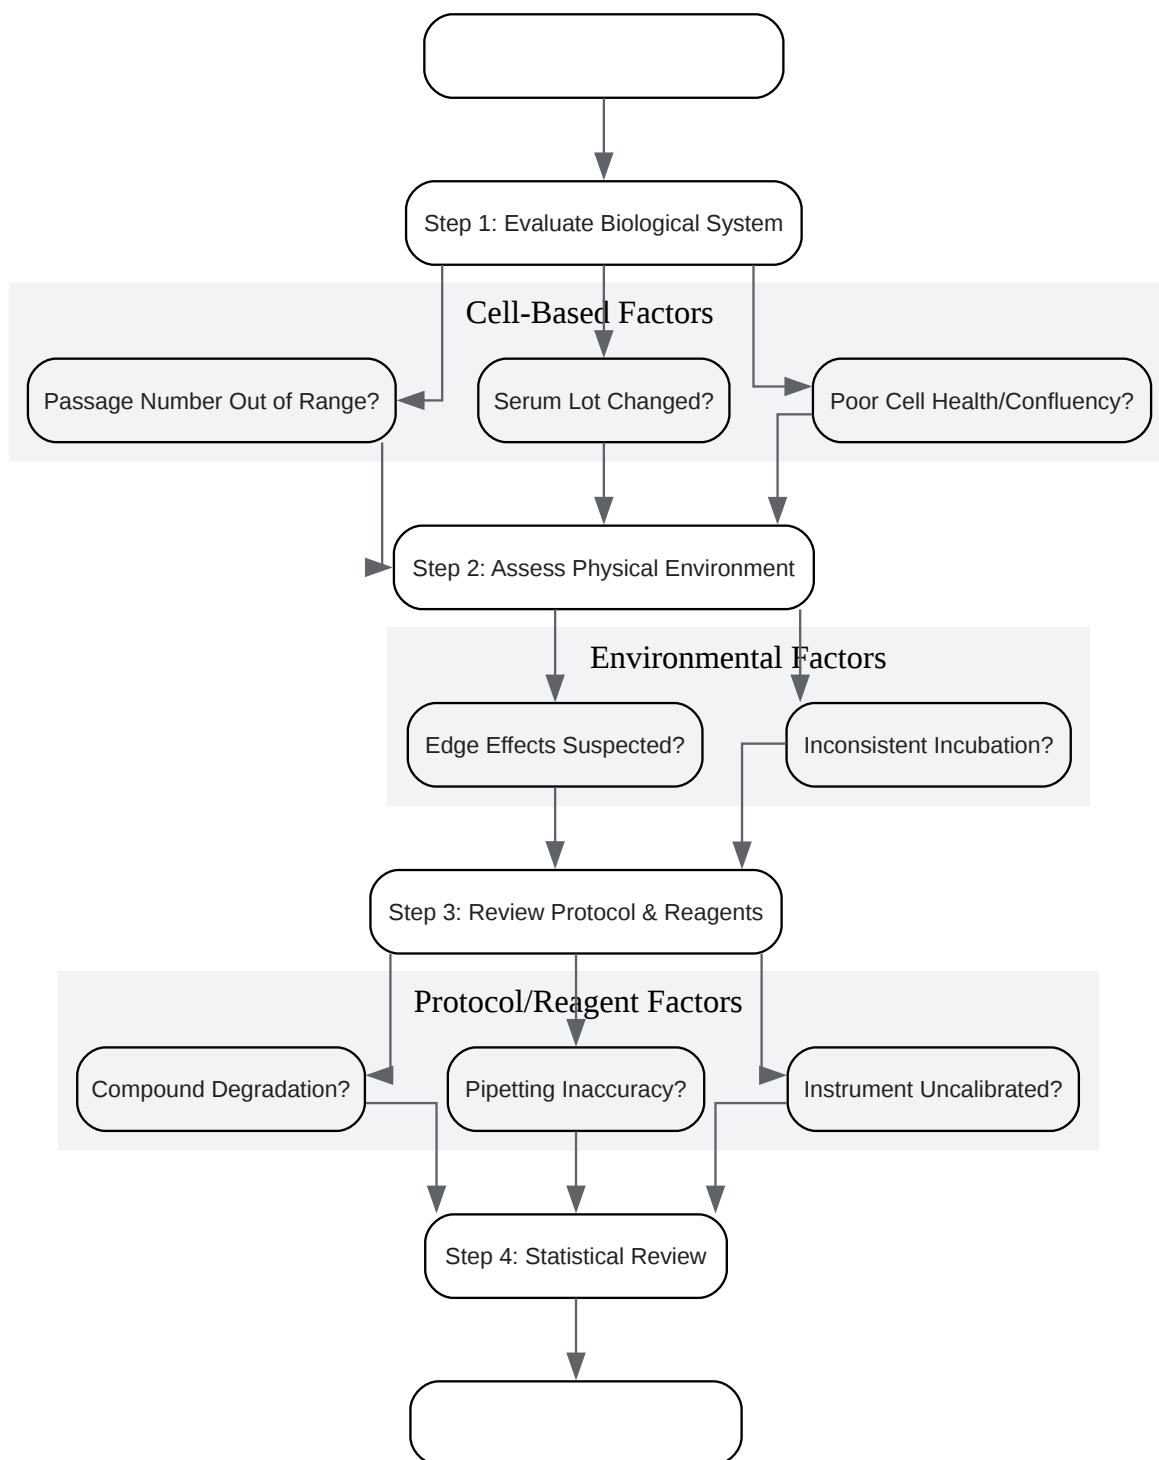 Step 1: Evaluate Biological System
Cell-Based Factors
Passage Number Out of Range?
Serum Lot Changed?
Poor Cell Health/Confluency?
Step 2: Assess Physical Environment
Environmental Factors
Edge Effects Suspected?
Inconsistent Incubation?
Step 3: Review Protocol & Reagents
Protocol/Reagent Factors
Compound Degradation?
Pipetting Inaccuracy?
Instrument Uncalibrated?
Step 4: Statistical Review